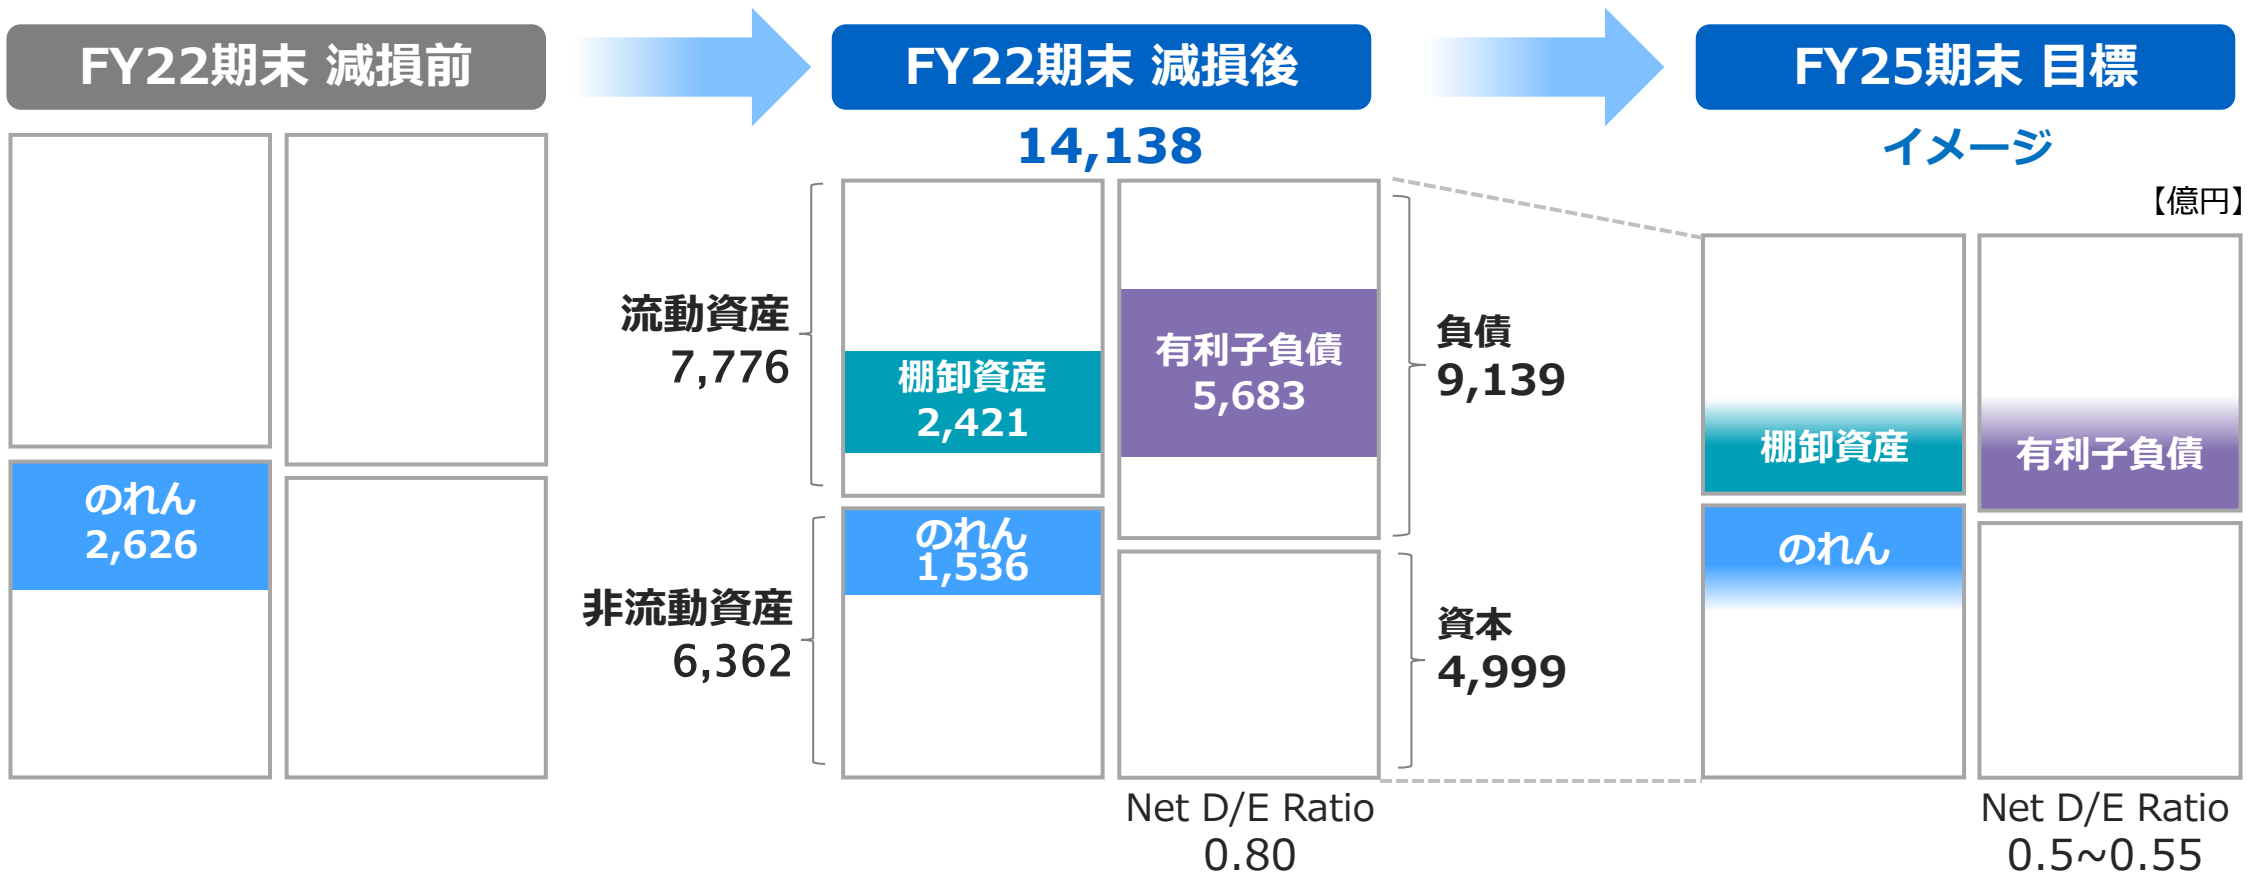 FY22期末 減損前
FY22期末 減損後
FY25期末 目標
14,138
イメージ
【億円】
のれん
2,626
流動資産
7,776
非流動資産
6,362
棚卸資産
2,421
のれん
1,536
有利子負債
5,683
負債
9,139
資本
4,999
Net D/E Ratio
0.80
棚卸資産
のれん
有利子負債
Net D/E Ratio
0.5~0.55